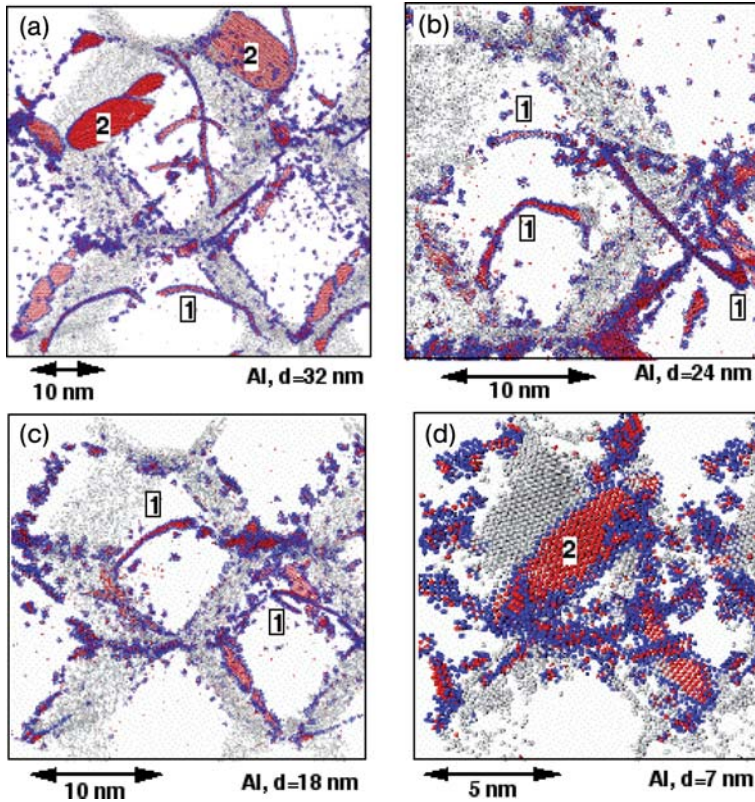 (a)
2
2
1
10 nm
Al, d=32 nm
(b)
1
1
1
10 nm
Al, d=24 nm
(c)
1
1
10 nm
Al, d=18 nm
(d)
2
5 nm
Al, d=7 nm